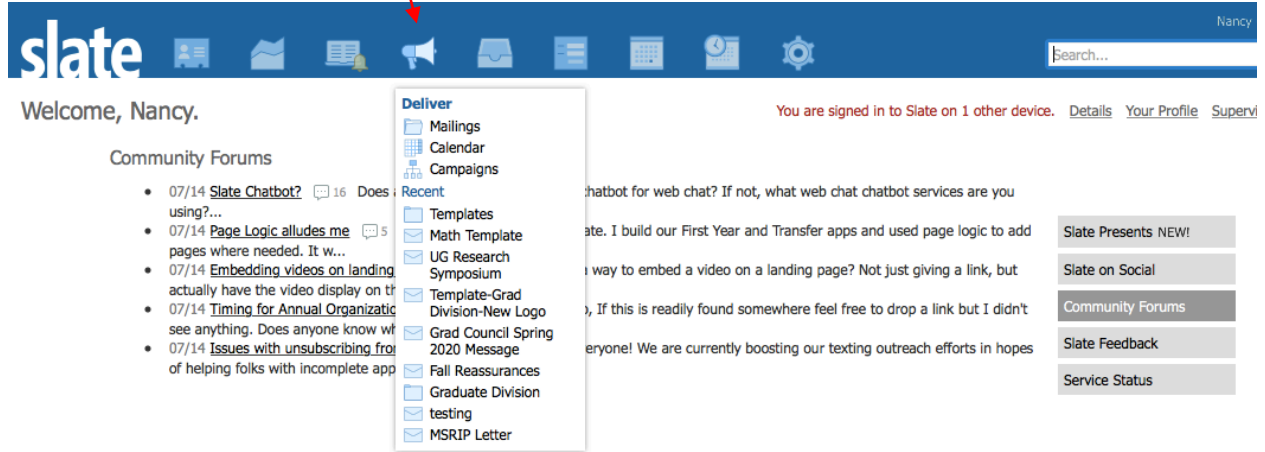 Nancy
slate
Search...
Welcome, Nancy.
You are signed in to Slate on 1 other device. Details Your Profile Supervi
Community Forums
07/14 Slate Chatbot? 16 Does
chatbot for web chat? If not, what web chat chatbot services are you
using?...
07/14 Page Logic alludes me 5
ate. I build our First Year and Transfer apps and used page logic to add
pages where needed. It w...
07/14 Embedding videos on landing
way to embed a video on a landing page? Not just giving a link, but
actually have the video display on th
07/14 Timing for Annual Organizatio
, If this is readily found somewhere feel free to drop a link but I didn't
see anything. Does anyone know wh
07/14 Issues with unsubscribing fro
eryone! We are currently boosting our texting outreach efforts in hopes
of helping folks with incomplete app
Deliver
Mailings
Calendar
Campaigns
Recent
Templates
Math Template
UG Research
Symposium
Template-Grad
Division-New Logo
Grad Council Spring
2020 Message
Fall Reassurances
Graduate Division
testing
MSRIP Letter
Slate Presents NEW!
Slate on Social
Community Forums
Slate Feedback
Service Status